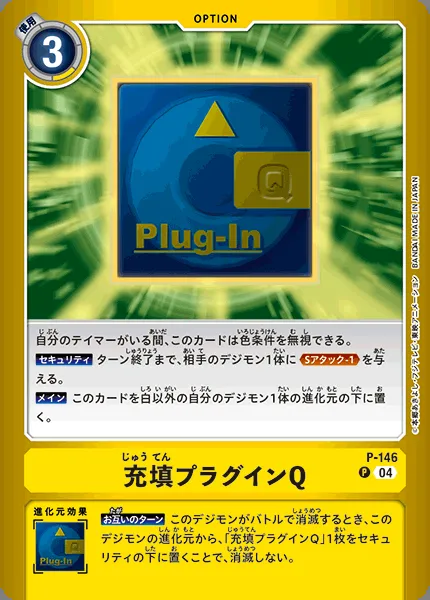 OPTION
使用
3
Q
Plug-In
BANDAI MADE IN JAPAN
©本郷あきよし・フジテレビ・東映アニメーション
自分のテイマーがいる間、このカードは色条件を無視できる。
セキュリティ ターン終了まで、相手のデジモン1体に《Sアタック-1》を与
える。
メイン このカードを白以外の自分のデジモン1体の進化元の下に置
く。
P-146
じゅう てん
充填プラグインQ
P 04
進化元効果
お互いのターン このデジモンがバトルで消滅するとき、この
デジモンの進化元から、「充填プラグインQ」1枚をセキュ
リティの下に置くことで、消滅しない。
Plug-In